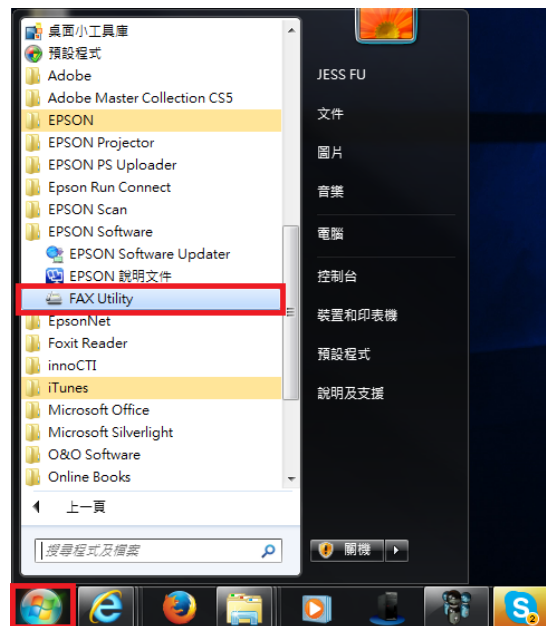 桌面小工具庫
預設程式
Adobe
Adobe Master Collection CS5
EPSON
EPSON Projector
EPSON PS Uploader
Epson Run Connect
EPSON Scan
EPSON Software
EPSON Software Updater
EPSON 說明文件
FAX Utility
EpsonNet
Foxit Reader
innoCTI
iTunes
Microsoft Office
Microsoft Silverlight
O&O Software
Online Books
上一頁
搜尋程式及檔案
JESS FU
文件
圖片
音樂
電腦
控制台
裝置和印表機
預設程式
說明及支援
關機
S
2